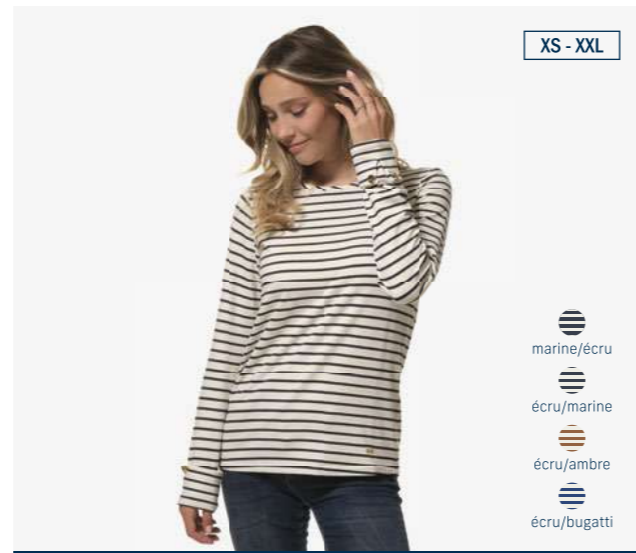 XS - XXL
marine/écru
écru/marine
écru/ambre
écru/bugatti